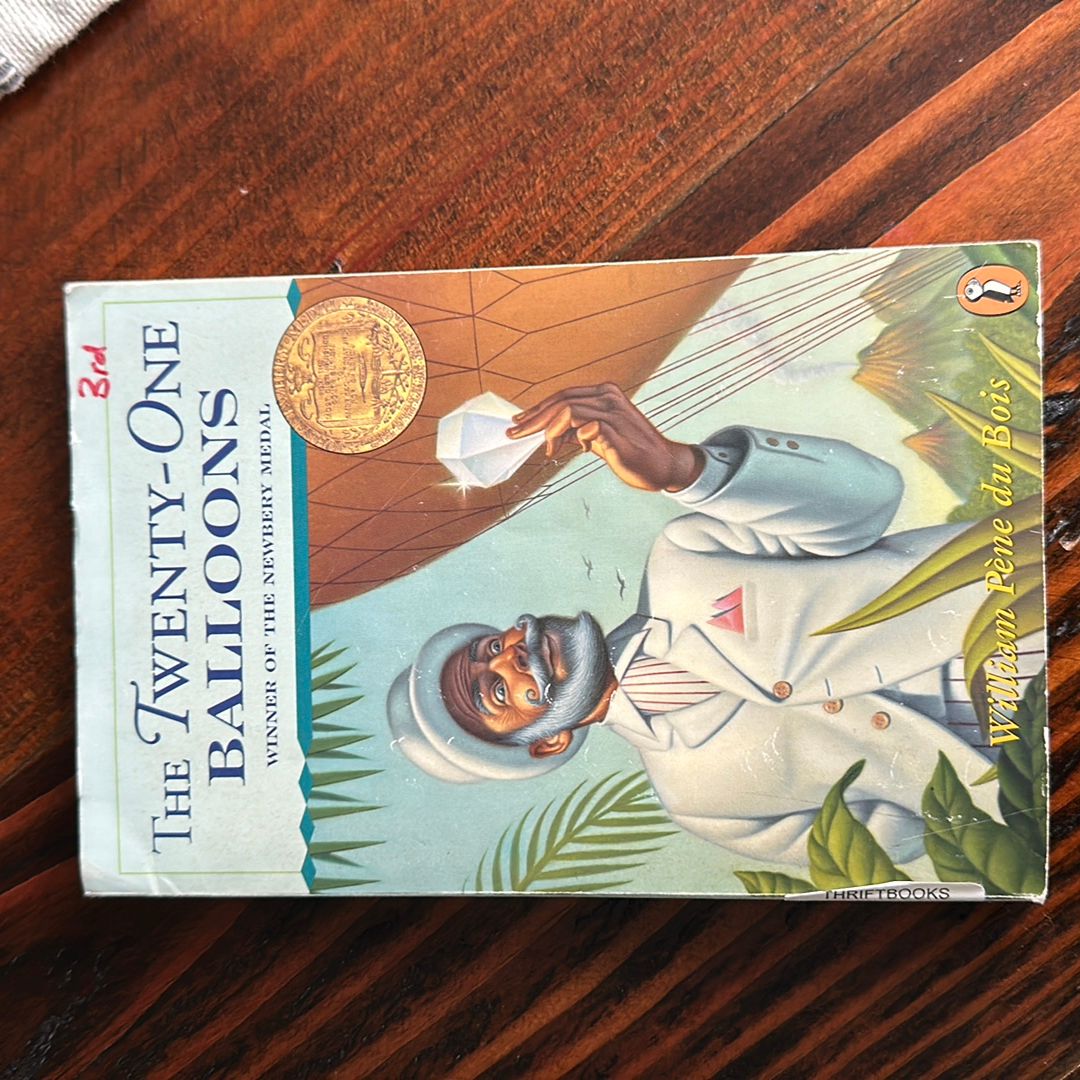 3rd
THE TWENTY-ONE
BALLOONS
WINNER OF THE NEWBERY MEDAL
William Pène du Bois
THRIFTBOOKS